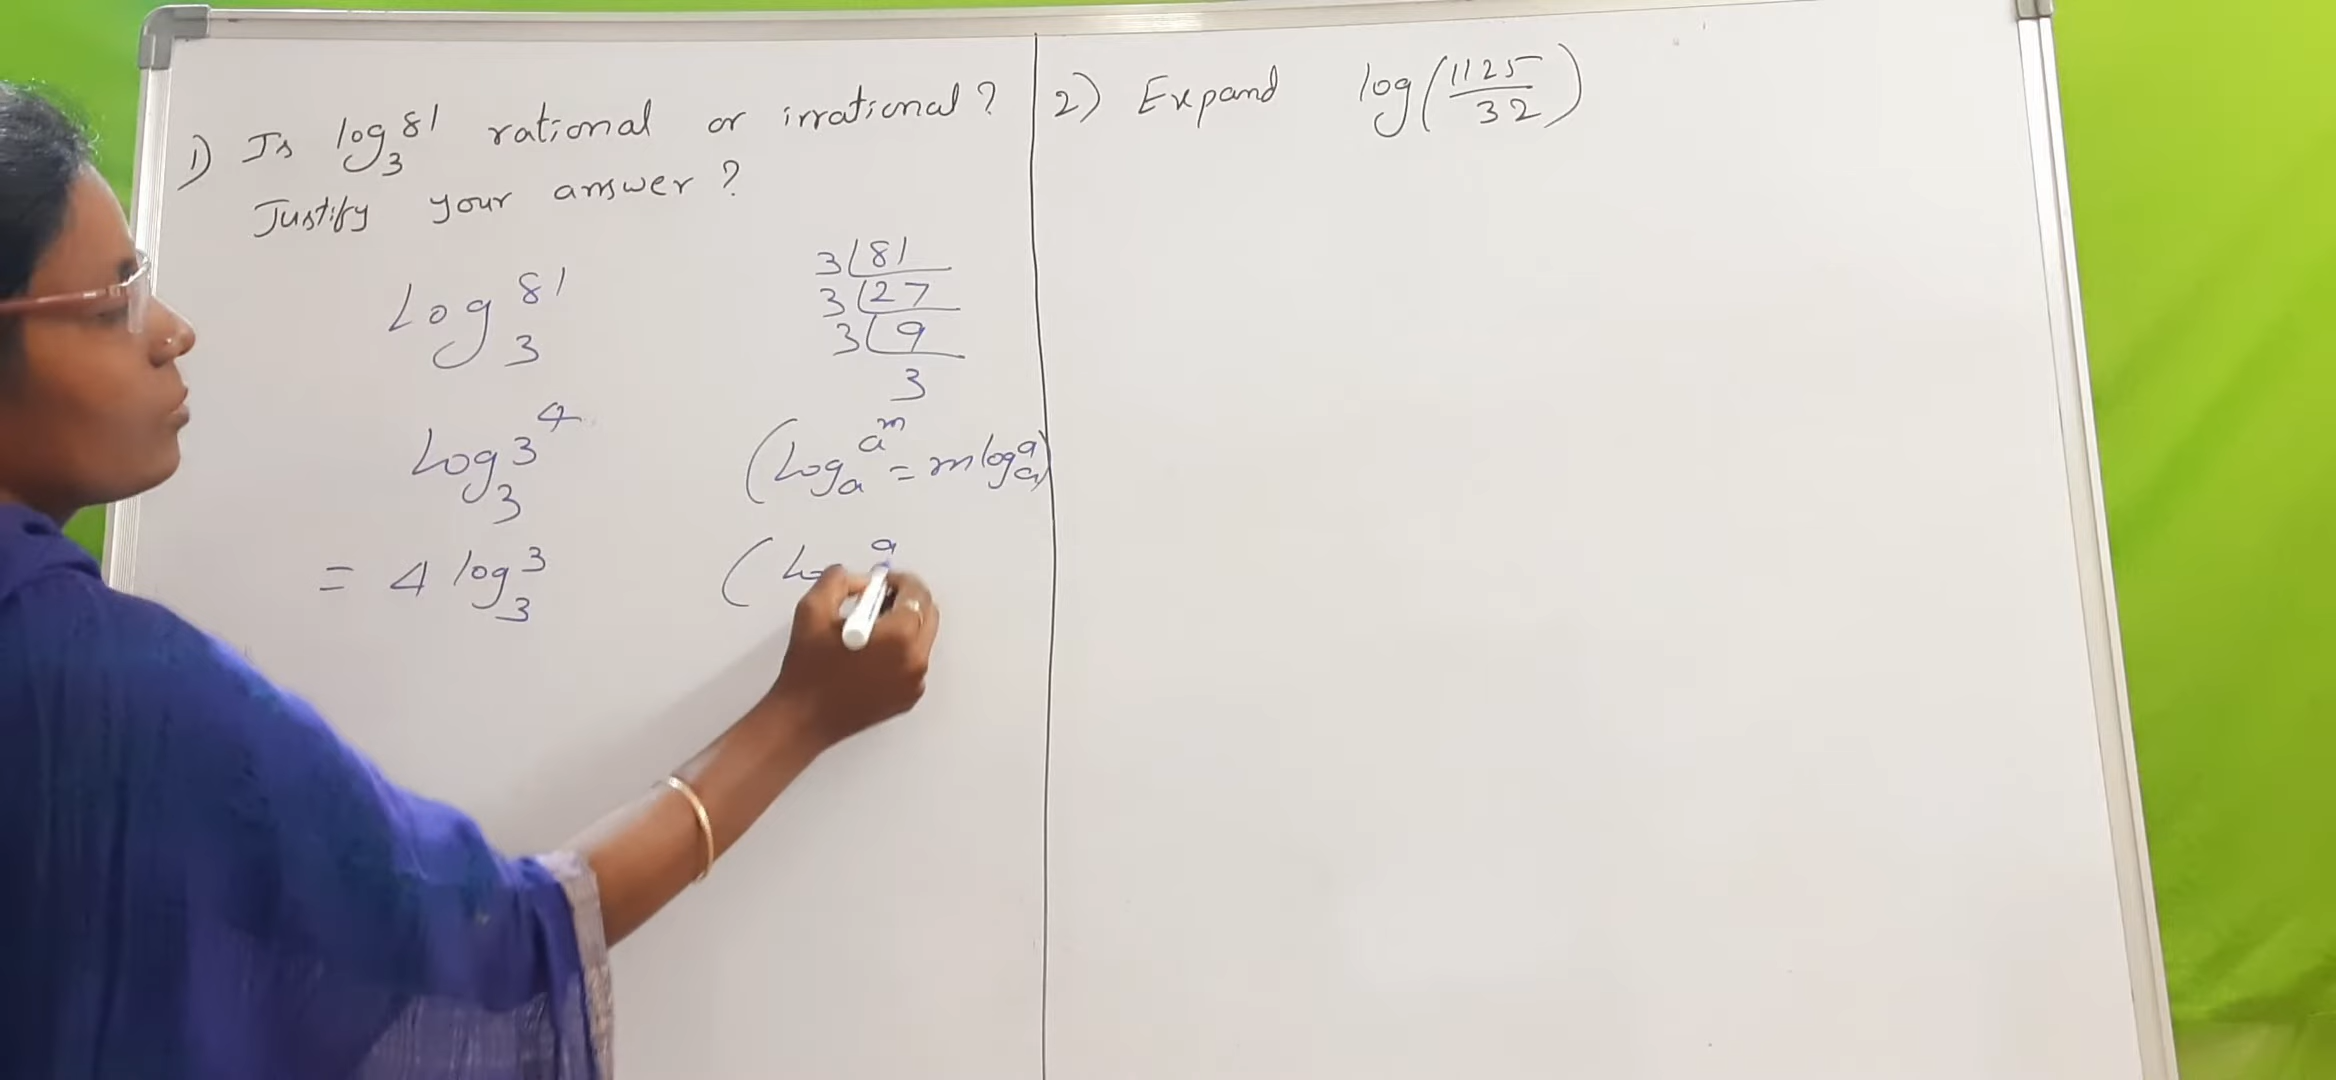 1) Is log₃81 rational or irrational?
Justify your answer?
Log₃81
3 81
3 27
3 9
3
Log₃3⁴
(Logₐaᵐ = m logₐa)
= 4 log₃3
(Lo a
2) Expand log(1125/32)